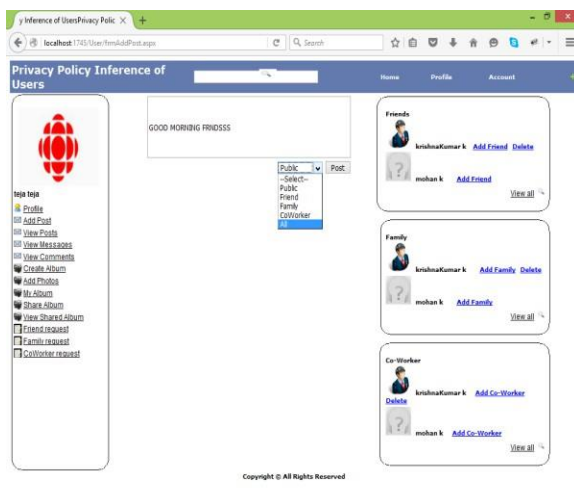 y Inference of UsersPrivacy Polic × +
localhost:1745/User/frmAddPost.aspx
Search
Privacy Policy Inference of Users
Home Profile Account
GOOD MORNING FRNDSSS
Public Post
--Select--
Public
Friend
Family
CoWorker
All
teja teja
Profile
Add Post
View Posts
View Messages
View Comments
Create Album
Add Photos
My Album
Share Album
View Shared Album
Friend request
Family request
CoWorker request
Friends
krishnaKumar k Add Friend Delete
mohan k Add Friend
View all
Family
krishnaKumar k Add Family Delete
mohan k Add Family
View all
Co-Worker
krishnaKumar k Add Co-Worker
Delete
mohan k Add Co-Worker
View all
Copyright © All Rights Reserved